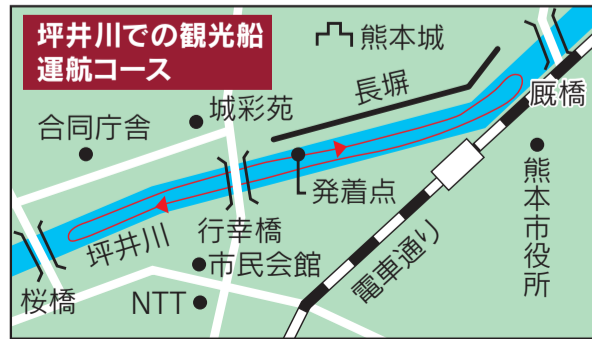 坪井川での観光船
運航コース
熊本城
長塀
厩橋
城彩苑
合同庁舎
発着点
熊本市役所
行幸橋
坪井川
市民会館
電車通り
桜橋
NTT